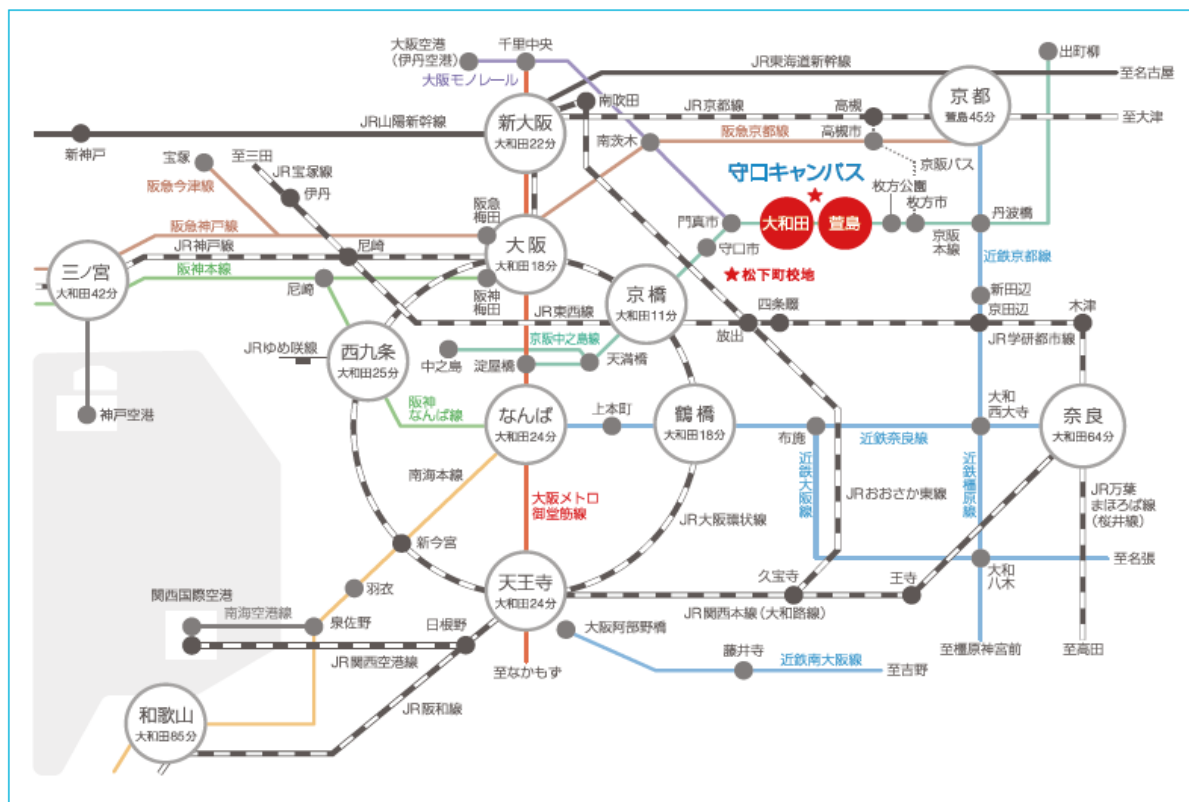 大阪空港
(伊丹空港)
千里中央
出町柳
JR東海道新幹線
至名古屋
大阪モノレール
南吹田
JR京都線
高槻
京都
萱島45分
至大津
JR山陽新幹線
新大阪
大和田22分
新神戸
宝塚
至三田
JR宝塚線
南茨木
阪急京都線
高槻市
京阪バス
阪急今津線
伊丹
守口キャンパス
枚方公園
枚方市
阪急
梅田
門真市
大和田
萱島
丹波橋
阪急神戸線
JR神戸線
尼崎
大阪
大和田18分
守口市
京阪
本線
近鉄京都線
三ノ宮
大和田42分
阪神本線
尼崎
阪神
梅田
京橋
大和田11分
★松下町校地
新田辺
四条畷
京田辺
木津
JR東西線
放出
JR学研都市線
京阪中之島線
JRゆめ咲線
西九条
大和田25分
中之島
淀屋橋
天満橋
神戸空港
阪神
なんば線
なんば
大和田24分
上本町
鶴橋
大和田18分
布施
近鉄奈良線
大和
西大寺
奈良
大和田64分
南海本線
近鉄大阪線
近鉄橿原線
大阪メトロ
御堂筋線
JR大阪環状線
JRおおさか東線
JR万葉
まほろば線
(桜井線)
新今宮
至名張
羽衣
天王寺
大和田24分
久宝寺
王寺
大和
八木
関西国際空港
南海空港線
泉佐野
日根野
JR関西本線(大和路線)
大阪阿部野橋
藤井寺
至橿原神宮前
至高田
JR関西空港線
至なかもず
近鉄南大阪線
至吉野
和歌山
大和田85分
JR阪和線